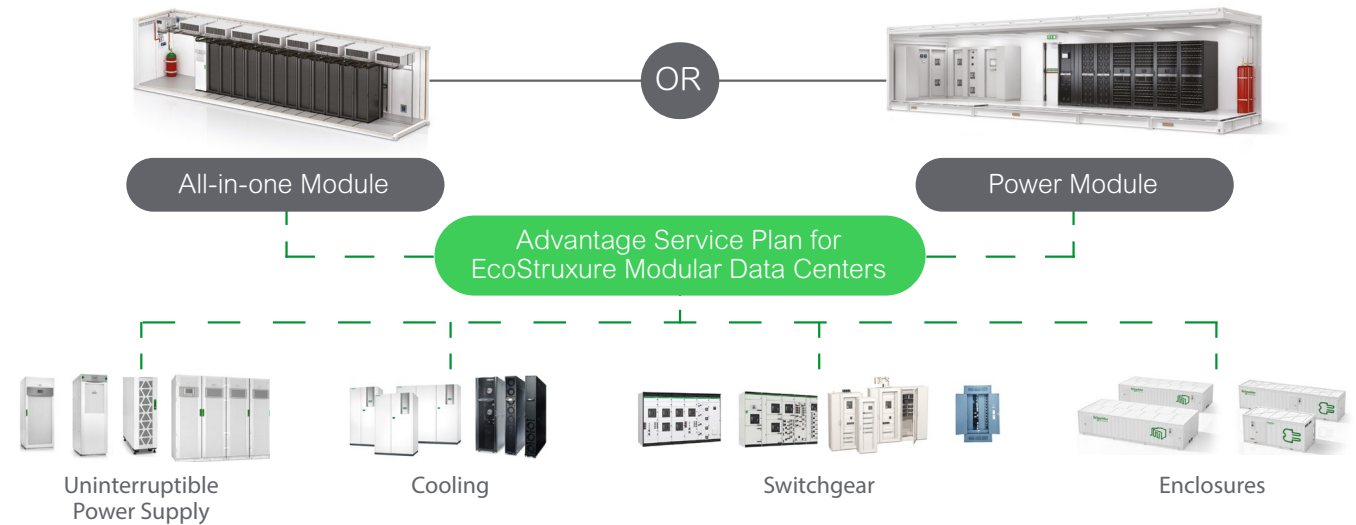 OR
All-in-one Module
Power Module
Advantage Service Plan for
EcoStruxure Modular Data Centers
Uninterruptible
Power Supply
Cooling
Switchgear
Enclosures